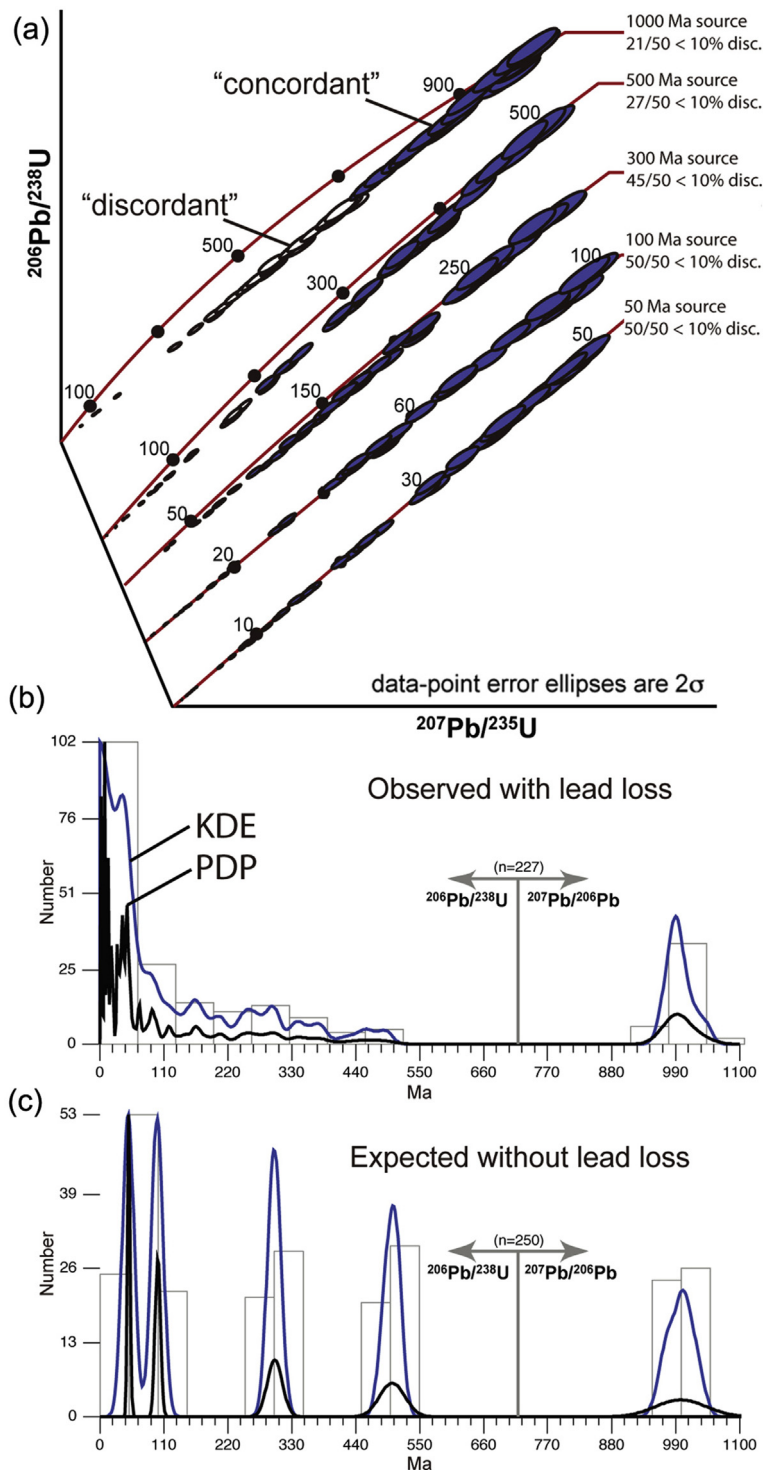 (a)
1000 Ma source
21/50 < 10% disc.
500 Ma source
27/50 < 10% disc.
300 Ma source
45/50 < 10% disc.
100 Ma source
50/50 < 10% disc.
50 Ma source
50/50 < 10% disc.
"concordant"
"discordant"
900
500
100
500
300
100
250
150
50
100
60
20
50
30
10
206Pb/238U
data-point error ellipses are 2σ
207Pb/235U
(b)
Observed with lead loss
KDE
PDP
(n=227)
206Pb/238U
207Pb/206Pb
Number
102
76
51
25
0
0 110 220 330 440 550 660 770 880 990 1100
Ma
(c)
Expected without lead loss
(n=250)
206Pb/238U
207Pb/206Pb
Number
53
39
26
13
0
0 110 220 330 440 550 660 770 880 990 1100
Ma